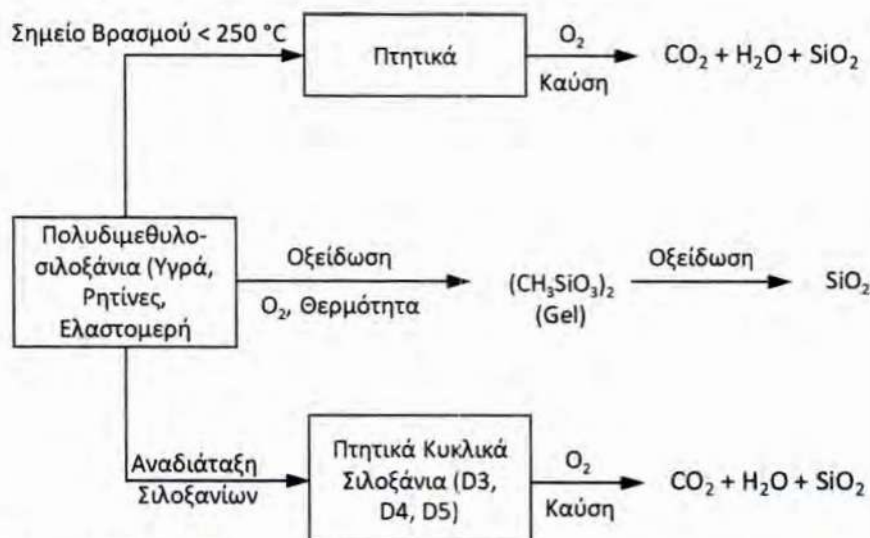 Σημείο Βρασμού < 250 °C
Πτητικά
O₂
Καύση
CO₂ + H₂O + SiO₂
Πολυδιμεθυλο-
σιλοξάνια (Υγρά,
Ρητίνες,
Ελαστομερή
Οξείδωση
O₂, Θερμότητα
(CH₃SiO₃)₂
(Gel)
Οξείδωση
SiO₂
Αναδιάταξη
Σιλοξανίων
Πτητικά Κυκλικά
Σιλοξάνια (D3,
D4, D5)
O₂
Καύση
CO₂ + H₂O + SiO₂